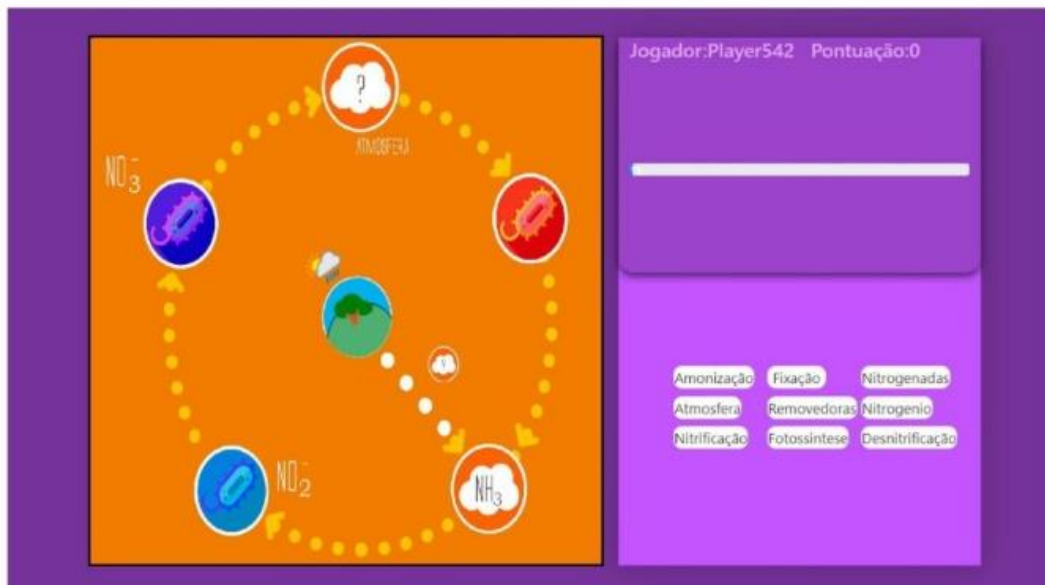 Jogador:Player542 Pontuação:0
?
ATMOSFERA
NO₃⁻
?
NO₂⁻
NH₃
Amonização Fixação Nitrogenadas
Atmosfera Removedoras Nitrogenio
Nitrificação Fotossintese Desnitrificação